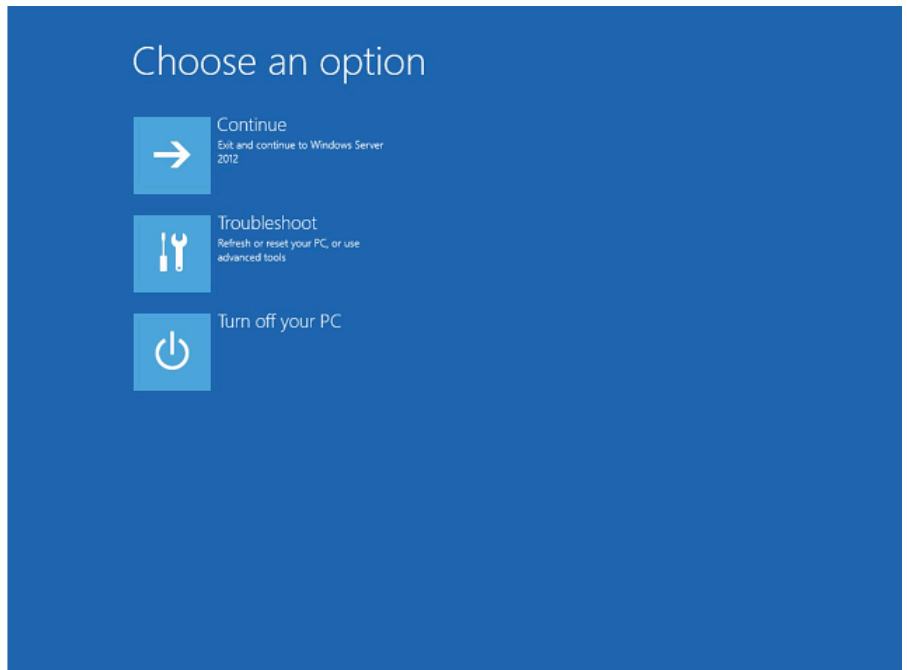 Choose an option
Continue
Exit and continue to Windows Server
2012
Troubleshoot
Refresh or reset your PC, or use
advanced tools
Turn off your PC